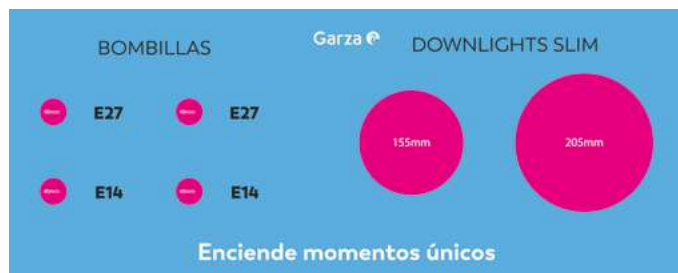 Garza
BOMBILLAS
DOWNLIGHTS SLIM
E27
E27
155mm
205mm
E14
E14
Enciende momentos únicos